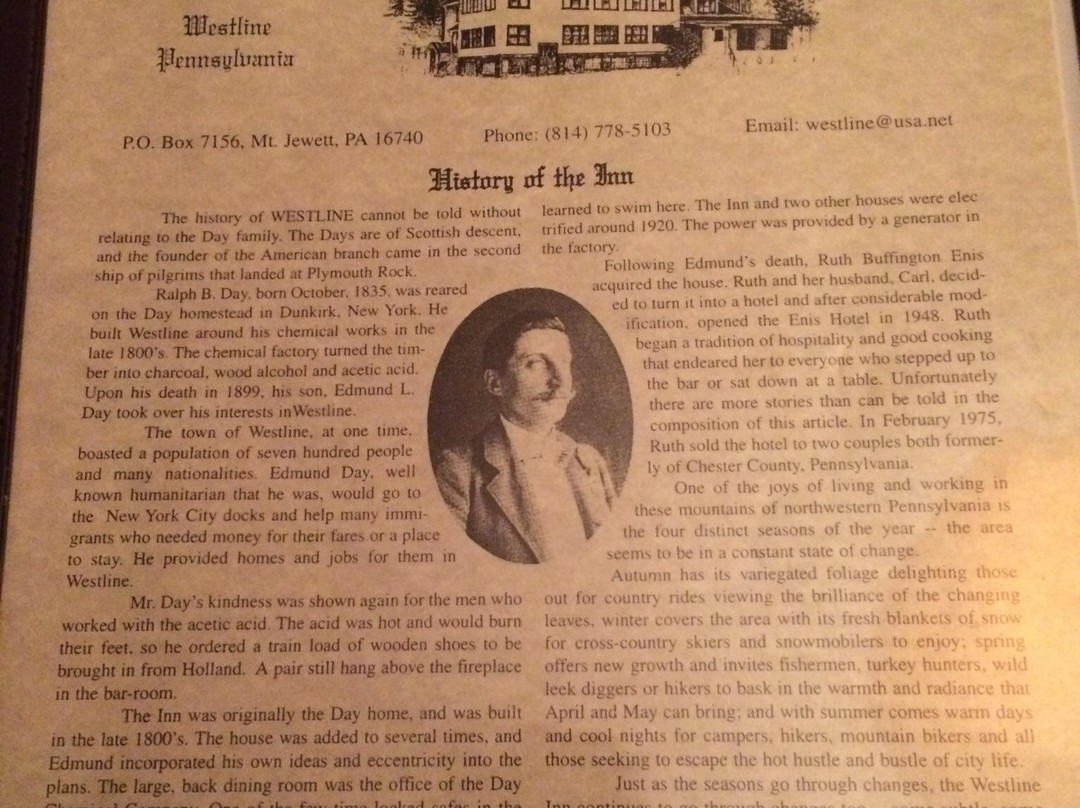 Westline
Pennsylvania
P.O. Box 7156, Mt. Jewett, PA 16740
Phone: (814) 778-5103
Email: westline@usa.net
History of the Inn
The history of WESTLINE cannot be told without
relating to the Day family. The Days are of Scottish descent,
and the founder of the American branch came in the second
ship of pilgrims that landed at Plymouth Rock.
Ralph B. Day, born October, 1835, was reared
on the Day homestead in Dunkirk, New York. He
built Westline around his chemical works in the
late 1800's. The chemical factory turned the tim-
ber into charcoal, wood alcohol and acetic acid.
Upon his death in 1899, his son, Edmund L.
Day took over his interests inWestline.
The town of Westline, at one time,
boasted a population of seven hundred people
and many nationalities. Edmund Day, well
known humanitarian that he was, would go to
the New York City docks and help many immi-
grants who needed money for their fares or a place
to stay. He provided homes and jobs for them in
Westline.
Mr. Day's kindness was shown again for the men who
worked with the acetic acid. The acid was hot and would burn
their feet, so he ordered a train load of wooden shoes to be
brought in from Holland. A pair still hang above the fireplace
in the bar-room.
The Inn was originally the Day home, and was built
in the late 1800's. The house was added to several times, and
Edmund incorporated his own ideas and eccentricity into the
plans. The large, back dining room was the office of the Day
Chemical Company. One of the few time locked safes in the
learned to swim here. The Inn and two other houses were elec
trified around 1920. The power was provided by a generator in
the factory.
Following Edmund's death, Ruth Buffington Enis
acquired the house. Ruth and her husband, Carl, decid-
ed to turn it into a hotel and after considerable mod-
ification, opened the Enis Hotel in 1948. Ruth
began a tradition of hospitality and good cooking
that endeared her to everyone who stepped up to
the bar or sat down at a table. Unfortunately
there are more stories than can be told in the
composition of this article. In February 1975,
Ruth sold the hotel to two couples both former-
ly of Chester County, Pennsylvania.
One of the joys of living and working in
these mountains of northwestern Pennsylvania is
the four distinct seasons of the year -- the area
seems to be in a constant state of change.
Autumn has its variegated foliage delighting those
out for country rides viewing the brilliance of the changing
leaves, winter covers the area with its fresh blankets of snow
for cross-country skiers and snowmobilers to enjoy; spring
offers new growth and invites fishermen, turkey hunters, wild
leek diggers or hikers to bask in the warmth and radiance that
April and May can bring; and with summer comes warm days
and cool nights for campers, hikers, mountain bikers and all
those seeking to escape the hot hustle and bustle of city life.
Just as the seasons go through changes, the Westline
Inn continues to go through changes